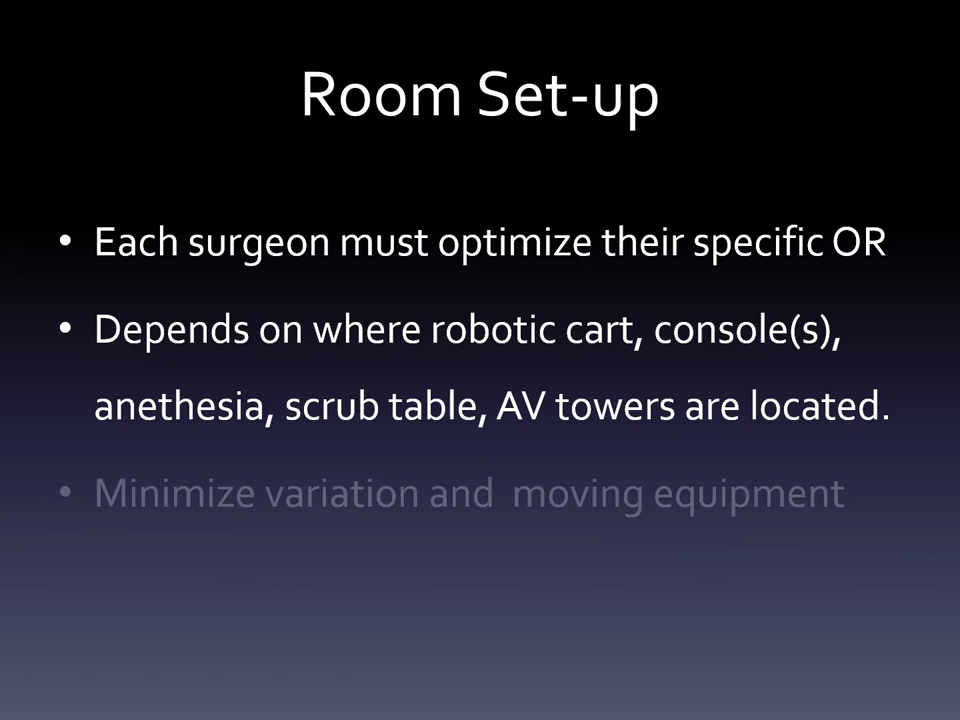 Room Set-up
• Each surgeon must optimize their specific OR
• Depends on where robotic cart, console(s),
anethesia, scrub table, AV towers are located.
• Minimize variation and  moving equipment